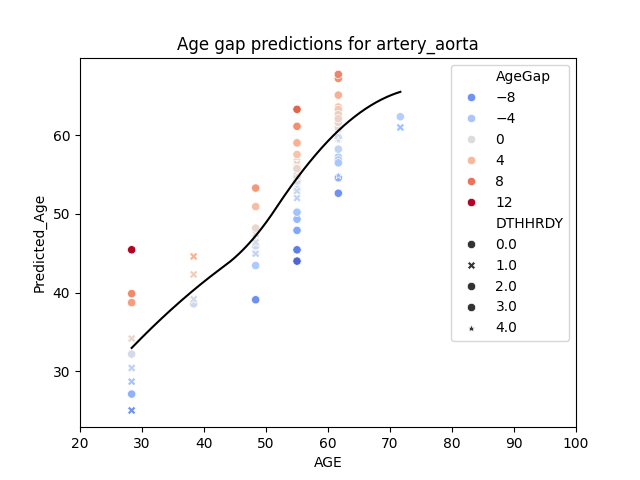 Age gap predictions for artery_aorta
Predicted_Age
60
50
40
30
20 30 40 50 60 70 80 90 100
AGE
AgeGap
−8
−4
0
4
8
12
DTHHRDY
0.0
1.0
2.0
3.0
4.0